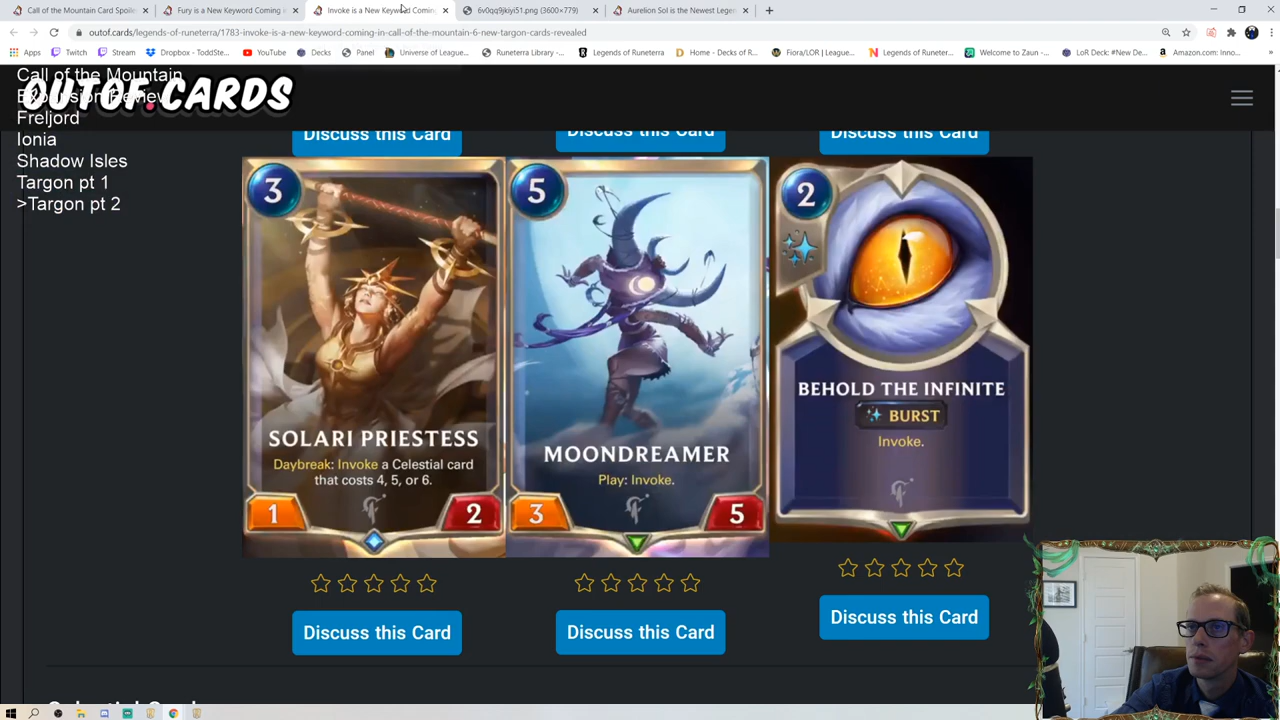 Call of the Mountain Card Spoile
Fury is a New Keyword Coming i
Invoke is a New Keyword Coming
6v0qq9jkiyi51.png (3600×779)
Aurelion Sol is the Newest Legen
outof.cards/legends-of-runeterra/1783-invoke-is-a-new-keyword-coming-in-call-of-the-mountain-6-new-targon-cards-revealed
Apps
Twitch
Stream
Dropbox - ToddSte...
YouTube
Decks
Panel
Universe of League...
Runeterra Library -...
Legends of Runeterra
Home - Decks of R...
Fiora/LOR | League...
Legends of Runeter...
Welcome to Zaun |...
LoR Deck: #New De...
Amazon.com: Inno...
Call of the Mountain
Expansion Review
Freljord
Ionia
Shadow Isles
Targon pt 1
>Targon pt 2
OUTOF.CARDS
Discuss this Card
Discuss this Card
Discuss this Card
3
SOLARI PRIESTESS
Daybreak: Invoke a Celestial card
that costs 4, 5, or 6.
1
2
5
MOONDREAMER
Play: Invoke.
3
5
2
BEHOLD THE INFINITE
BURST
Invoke.
Discuss this Card
Discuss this Card
Discuss this Card